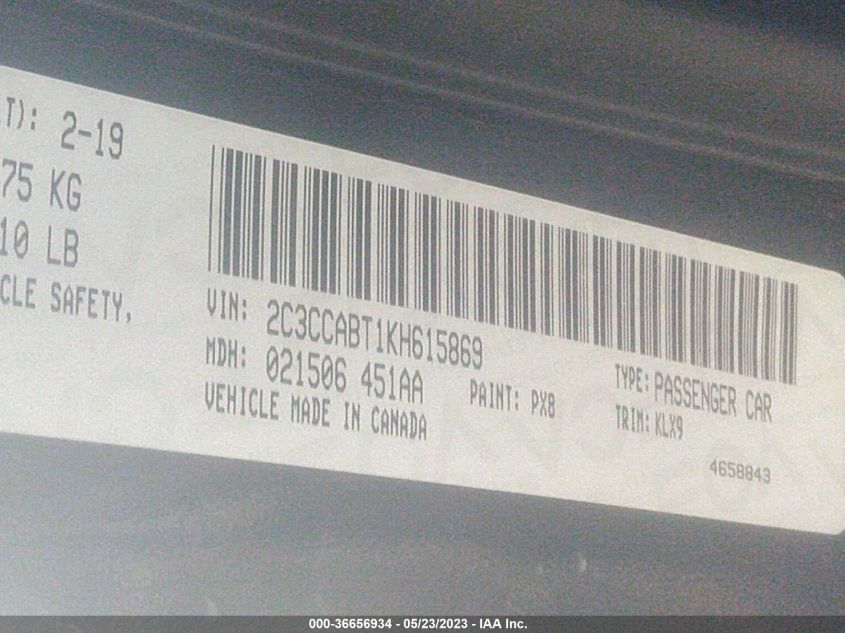 T): 2-19
75 KG
10 LB
CLE SAFETY,
VIN: 2C3CCABT1KH615869
MDH: 021506 451AA
PAINT: PX8
TYPE: PASSENGER CAR
VEHICLE MADE IN CANADA
TRIM: KLX9
4658843
000-36656934 - 05/23/2023 - IAA Inc.